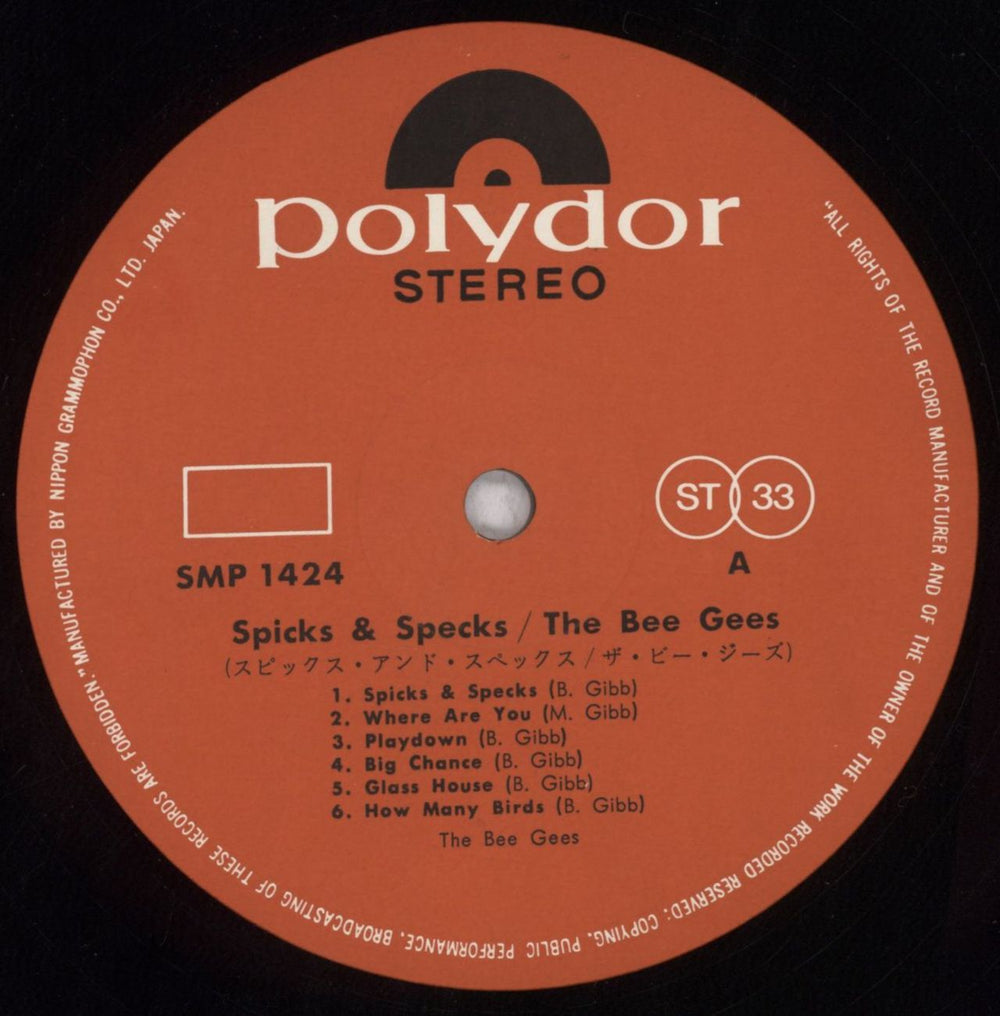 polydor
STEREO
ST 33
SMP 1424
A
Spicks & Specks / The Bee Gees
(スピックス・アンド・スペックス / ザ・ビー・ジーズ)
1. Spicks & Specks (B. Gibb)
2. Where Are You (M. Gibb)
3. Playdown (B. Gibb)
4. Big Chance (B. Gibb)
5. Glass House (B. Gibb)
6. How Many Birds (B. Gibb)
The Bee Gees
"ALL RIGHTS OF THE RECORD MANUFACTURER AND OF THE OWNER OF THE WORK RECORDED RESERVED: COPYING, PUBLIC PERFORMANCE, BROADCASTING OF THESE RECORDS ARE FORBIDDEN." MANUFACTURED BY NIPPON GRAMMOPHON CO., LTD. JAPAN.